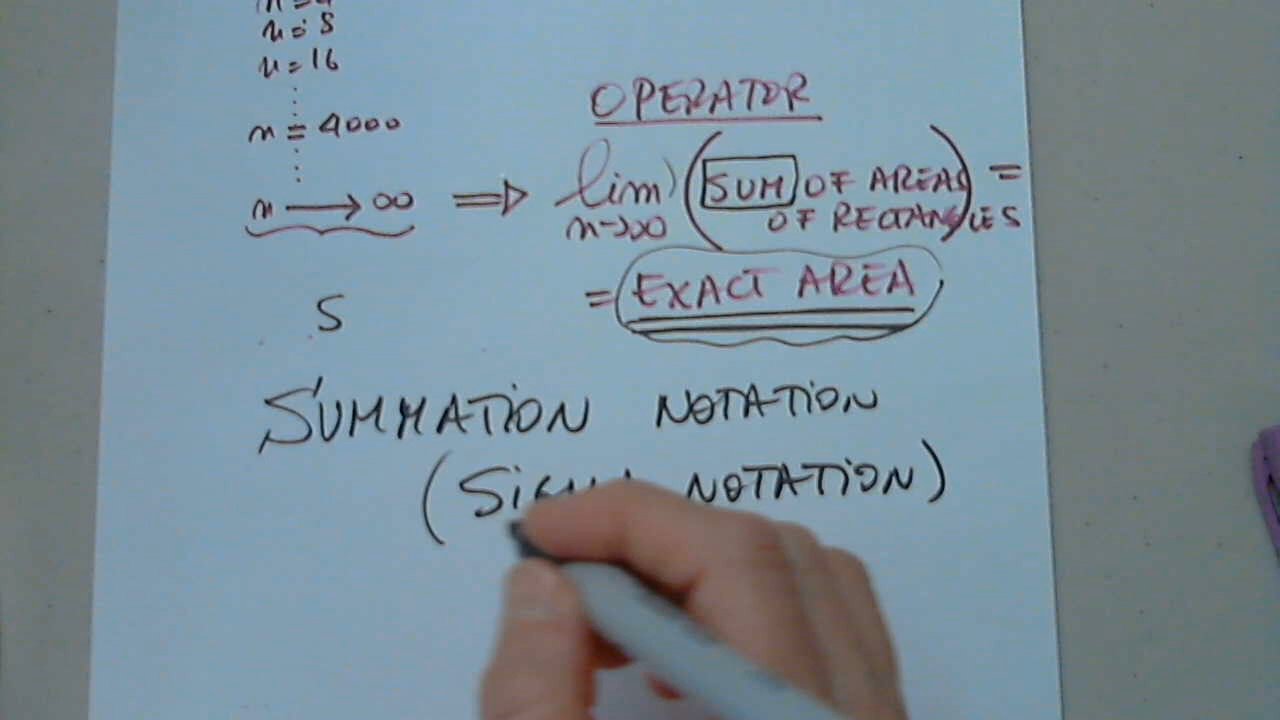 n = 8
n = 16
n = 4000
n → ∞ ⟹
OPERATOR
lim n→∞ (SUM OF AREAS OF RECTANGLES) =
= EXACT AREA
S
SUMMATION NOTATION
( NOTATION)